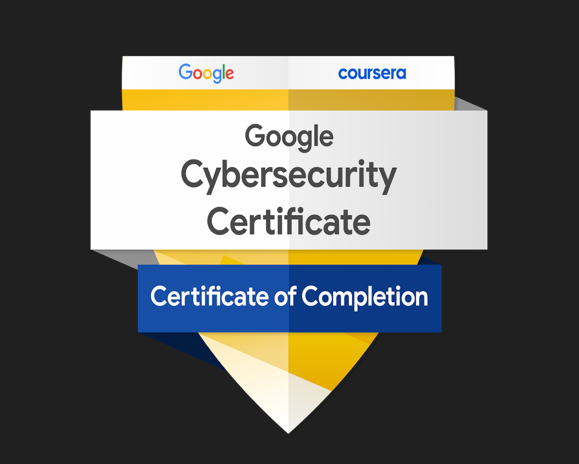 Google coursera
Google
Cybersecurity
Certificate
Certificate of Completion